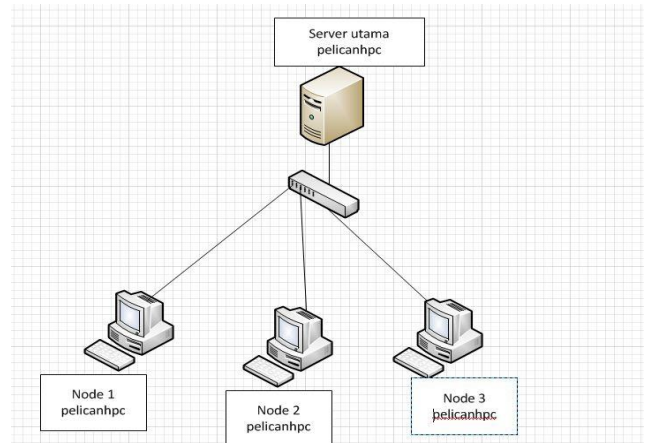 Server utama
pelicanhpc
Node 1
pelicanhpc
Node 2
pelicanhpc
Node 3
pelicanhpc